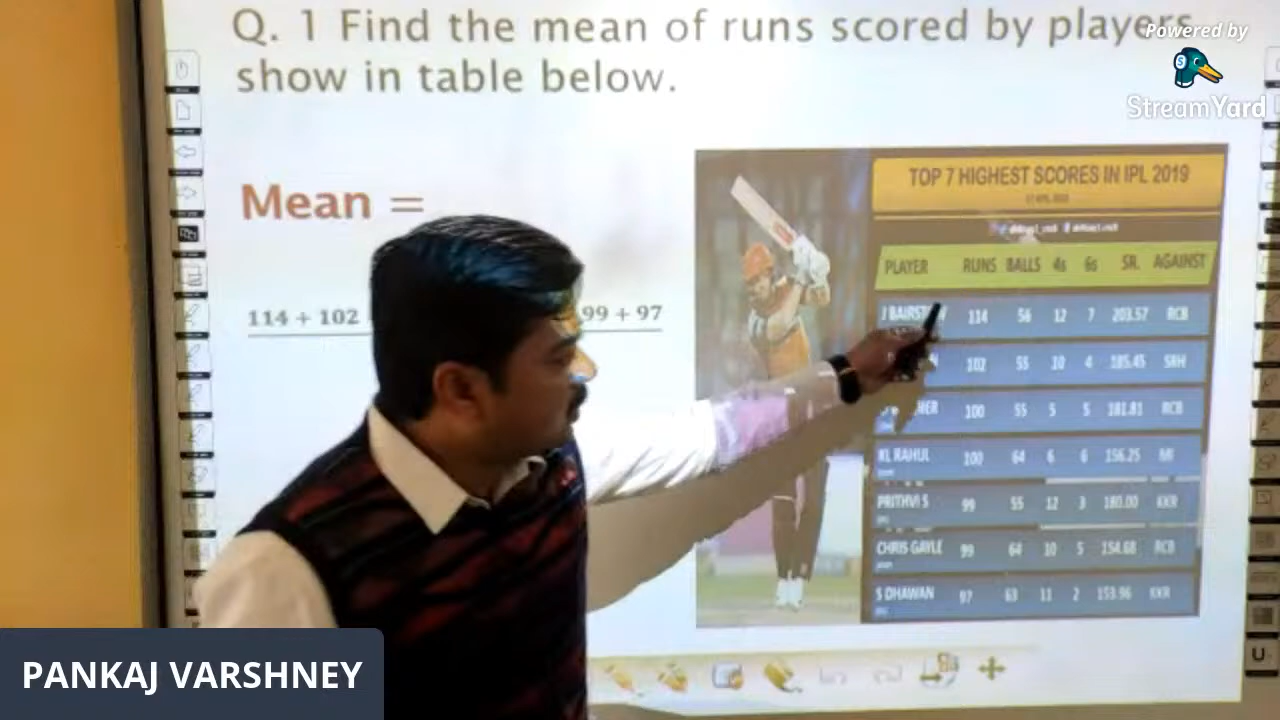 Q. 1 Find the mean of runs scored by players
show in table below.
Powered by
StreamYard
Mean =
114 + 102 99 + 97
TOP 7 HIGHEST SCORES IN IPL 2019
PLAYER RUNS BALLS 4s 6s SR. AGAINST
J BAIRST 114 56 12 7 203.57 RCB
102 55 10 4 185.45 SRH
HER 100 55 5 5 181.81 RCB
KL RAHUL 100 64 6 6 156.25 MI
PRITHVI S 99 55 12 3 180.00 KKR
CHRIS GAYLE 99 64 10 5 154.68 RCB
S DHAWAN 97 63 11 2 153.96 KKR
U
PANKAJ VARSHNEY